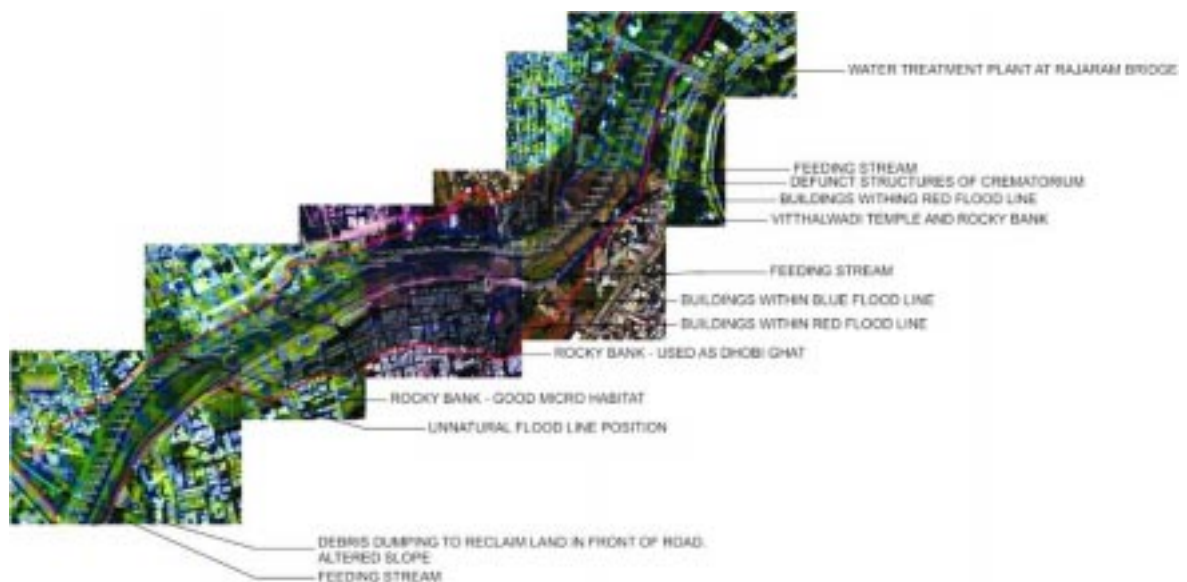 WATER TREATMENT PLANT AT RAJARAM BRIDGE
FEEDING STREAM
DEFUNCT STRUCTURES OF CREMATORIUM
BUILDINGS WITHING RED FLOOD LINE
VITTHALWADI TEMPLE AND ROCKY BANK
FEEDING STREAM
BUILDINGS WITHIN BLUE FLOOD LINE
BUILDINGS WITHIN RED FLOOD LINE
ROCKY BANK - USED AS DHOBI GHAT
ROCKY BANK - GOOD MICRO HABITAT
UNNATURAL FLOOD LINE POSITION
DEBRIS DUMPING TO RECLAIM LAND IN FRONT OF ROAD.
ALTERED SLOPE
FEEDING STREAM